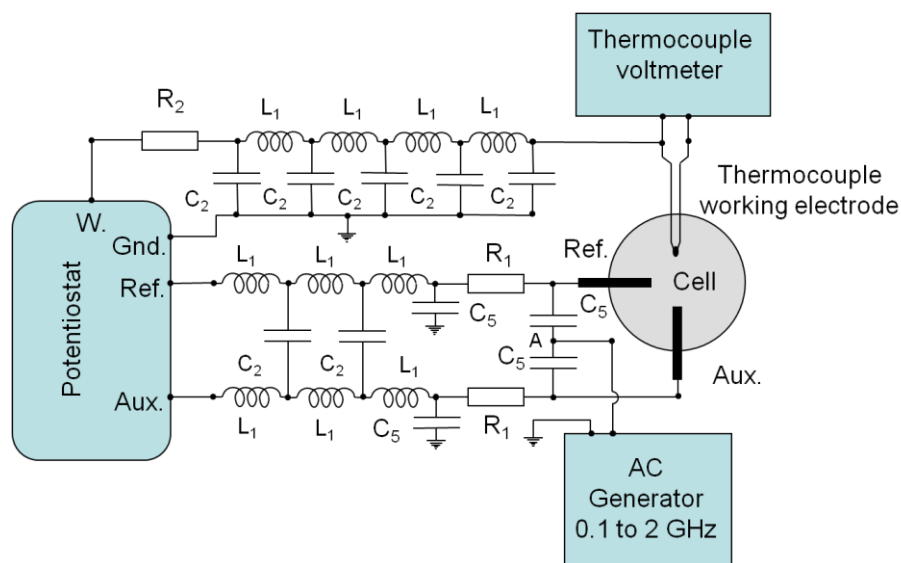 Thermocouple
voltmeter
R2
L1 L1 L1 L1
C2 C2 C2 C2 C2
Thermocouple
working electrode
W.
Gnd.
Ref.
Aux.
Potentiostat
L1 L1 L1
R1
Ref.
Cell
C5
C5
A
C2 C2
L1
C5
Aux.
L1 L1
C5
R1
AC
Generator
0.1 to 2 GHz